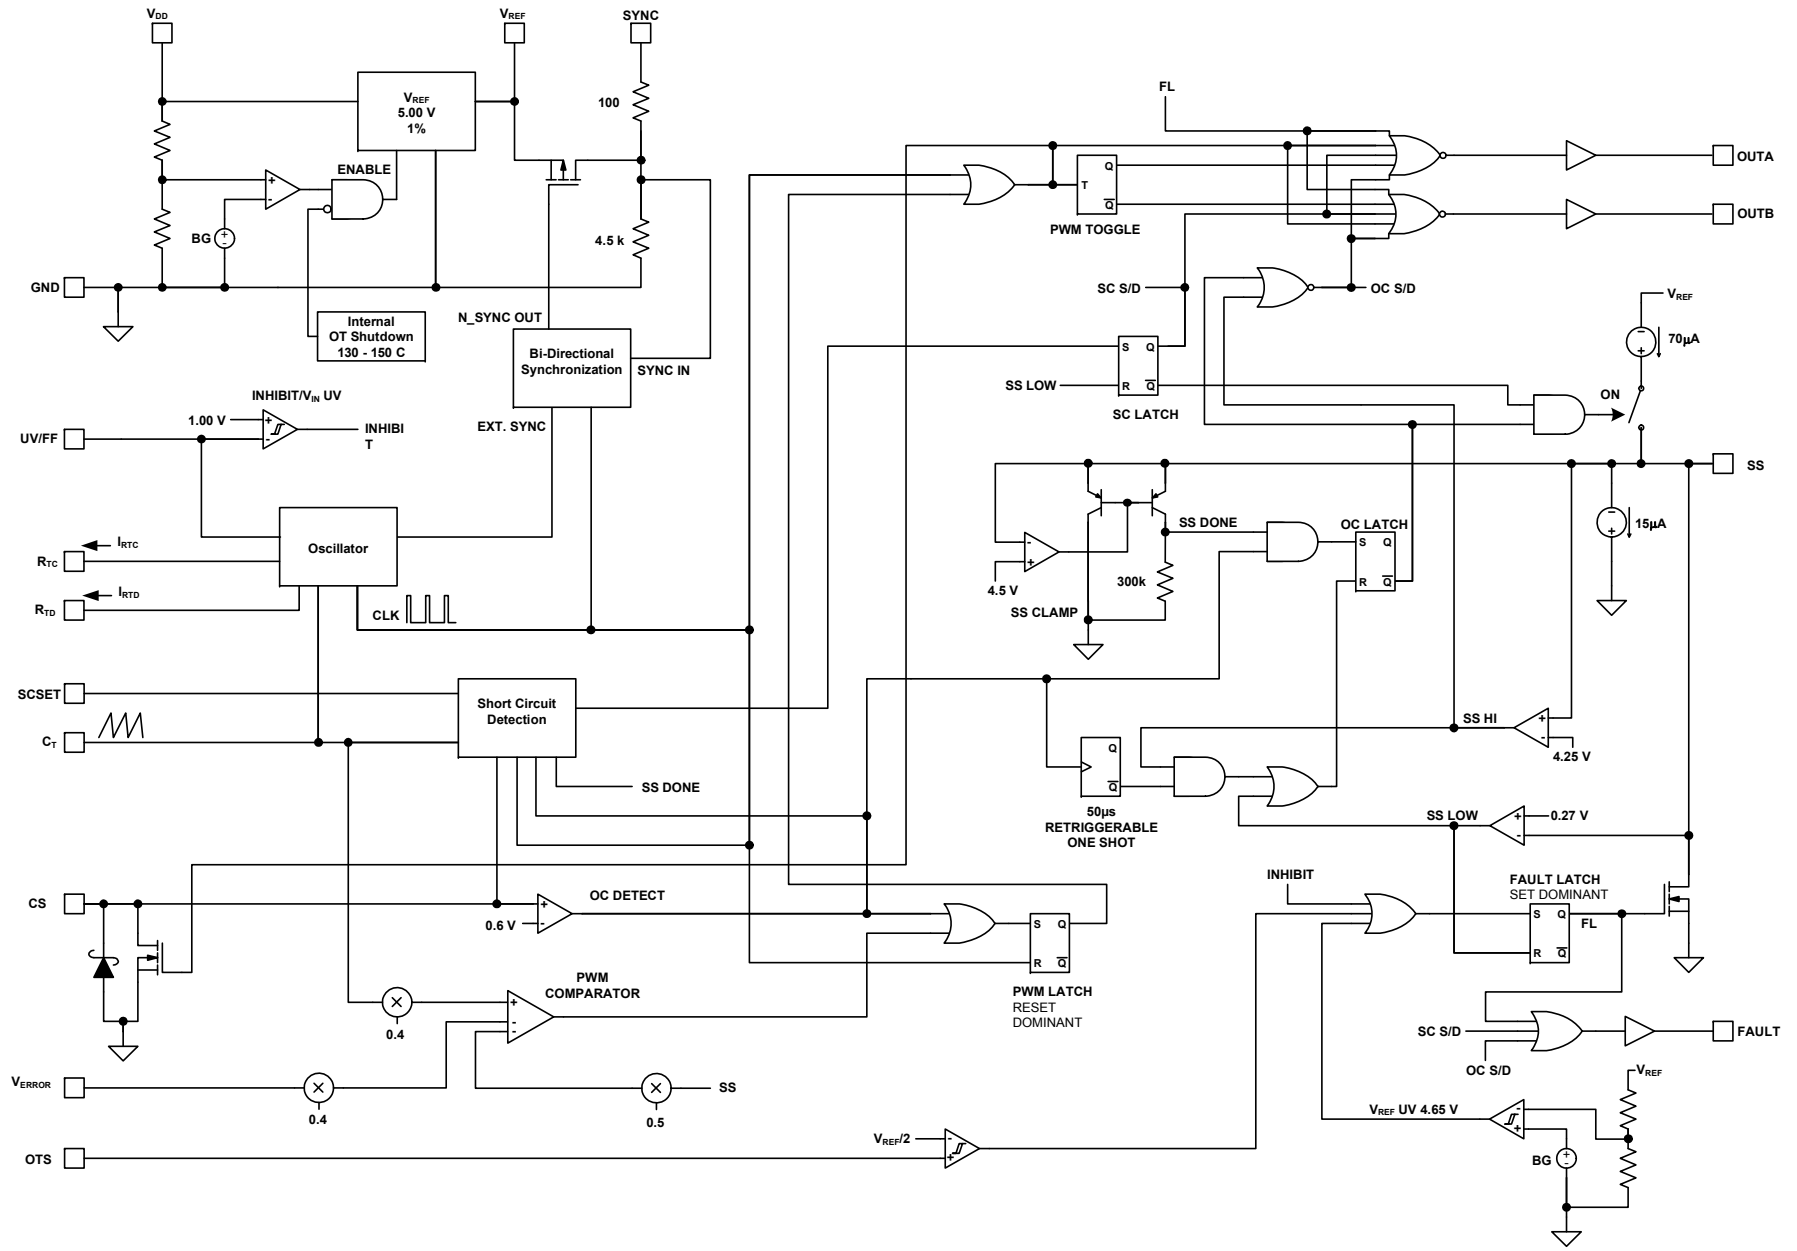 VDD
VREF
SYNC
VREF
5.00 V
1%
100
FL
ENABLE
+
-
BG
+
-
4.5 k
T
Q
Q
PWM TOGGLE
OUTA
OUTB
GND
SC S/D
OC S/D
VREF
Internal
OT Shutdown
130 - 150 C
N_SYNC OUT
Bi-Directional
Synchronization
SYNC IN
70µA
-
+
S
Q
R
Q
SS LOW
SC LATCH
ON
INHIBIT/VIN UV
1.00 V
+
-
INHIBI
T
UV/FF
EXT. SYNC
SS
Oscillator
IRTC
RTC
IRTD
RTD
CLK
-
+
4.5 V
SS CLAMP
SS DONE
300k
OC LATCH
S
Q
R
Q
15µA
-
+
SCSET
CT
Short Circuit
Detection
SS DONE
SS HI
+
-
4.25 V
Q
Q
50µs
RETRIGGERABLE
ONE SHOT
SS LOW
+
-
0.27 V
CS
OC DETECT
+
-
0.6 V
S
Q
R
Q
PWM LATCH
RESET
DOMINANT
INHIBIT
FAULT LATCH
SET DOMINANT
S
Q
R
Q
FL
PWM
COMPARATOR
0.4
+
-
-
SC S/D
OC S/D
FAULT
VERROR
0.4
0.5
SS
VREF
VREF UV 4.65 V
-
+
BG
+
-
OTS
VREF/2
-
+